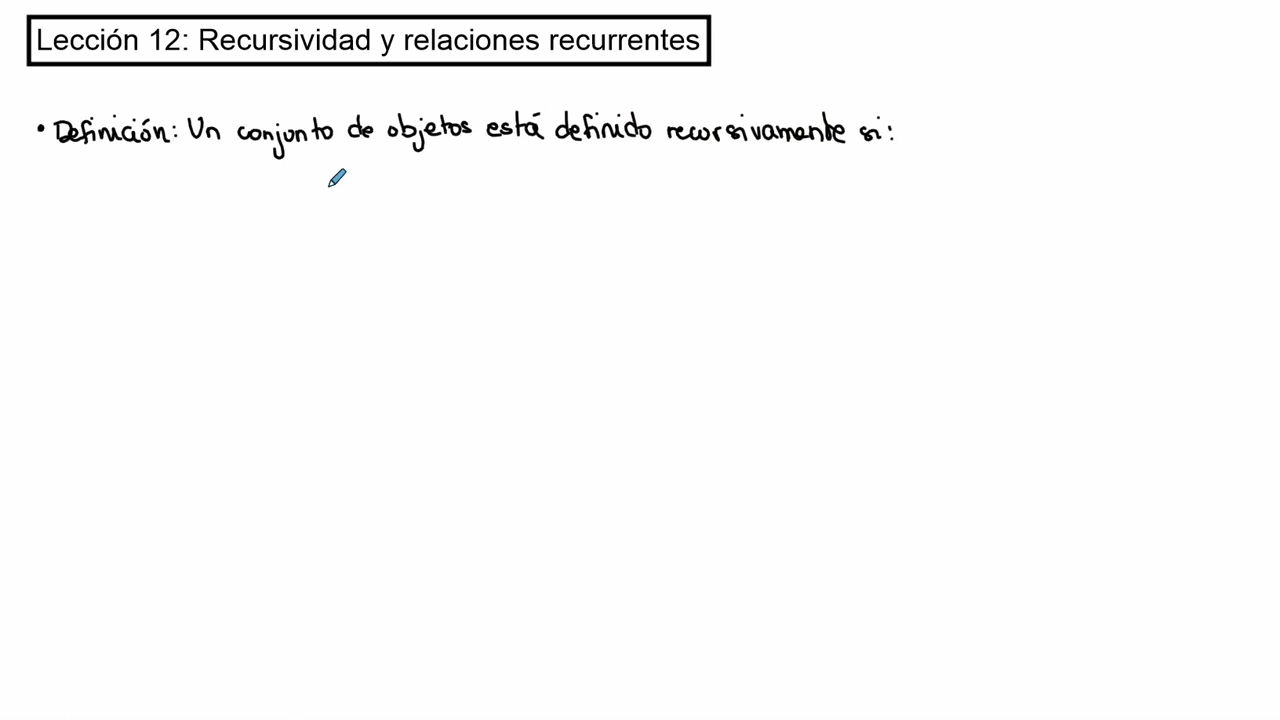 Lección 12: Recursividad y relaciones recurrentes
• Definición: Un conjunto de objetos está definido recursivamente si: